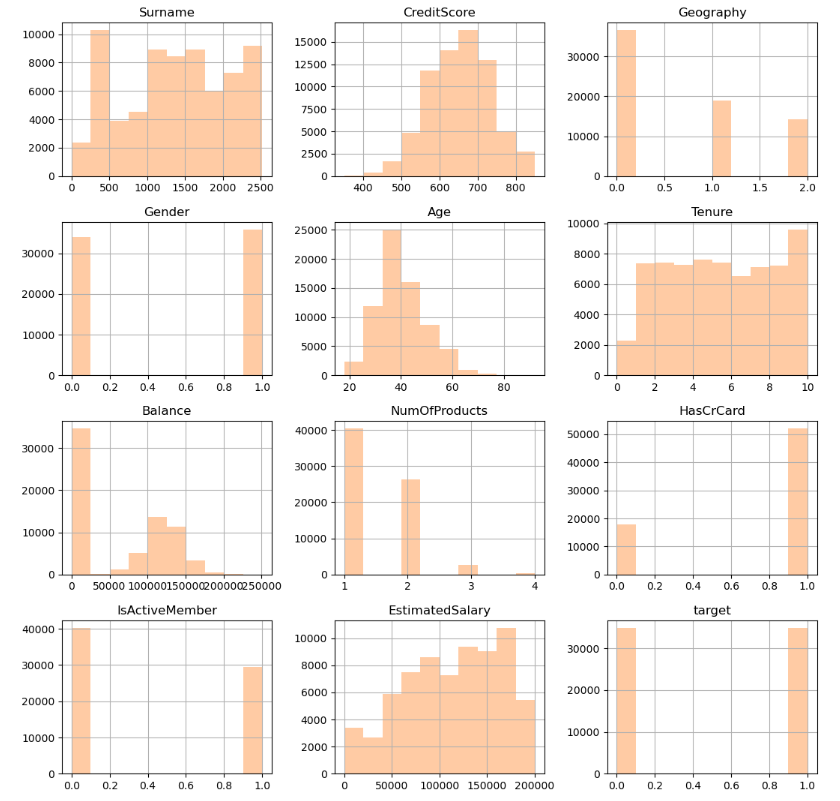 Surname CreditScore Geography
10000 8000 6000 4000 2000 0
0 500 1000 1500 2000 2500
15000 12500 10000 7500 5000 2500 0
400 500 600 700 800
30000 20000 10000 0
0.0 0.5 1.0 1.5 2.0
Gender Age Tenure
30000 20000 10000 0
0.0 0.2 0.4 0.6 0.8 1.0
25000 20000 15000 10000 5000 0
20 40 60 80
10000 8000 6000 4000 2000 0
0 2 4 6 8 10
Balance NumOfProducts HasCrCard
30000 20000 10000 0
0 50000 100000 150000 200000 250000
40000 30000 20000 10000 0
1 2 3 4
50000 40000 30000 20000 10000 0
0.0 0.2 0.4 0.6 0.8 1.0
IsActiveMember EstimatedSalary target
40000 30000 20000 10000 0
0.0 0.2 0.4 0.6 0.8 1.0
10000 8000 6000 4000 2000 0
0 50000 100000 150000 200000
30000 20000 10000 0
0.0 0.2 0.4 0.6 0.8 1.0